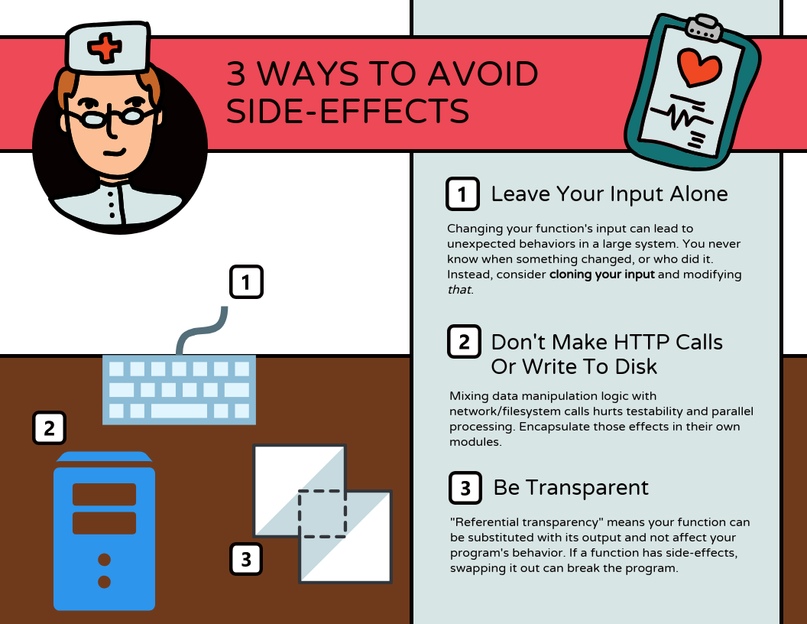 3 WAYS TO AVOID
SIDE-EFFECTS
1 Leave Your Input Alone
Changing your function's input can lead to
unexpected behaviors in a large system. You never
know when something changed, or who did it.
Instead, consider cloning your input and modifying
that.
2 Don't Make HTTP Calls
Or Write To Disk
Mixing data manipulation logic with
network/filesystem calls hurts testability and parallel
processing. Encapsulate those effects in their own
modules.
3 Be Transparent
"Referential transparency" means your function can
be substituted with its output and not affect your
program's behavior. If a function has side-effects,
swapping it out can break the program.
1
2
3